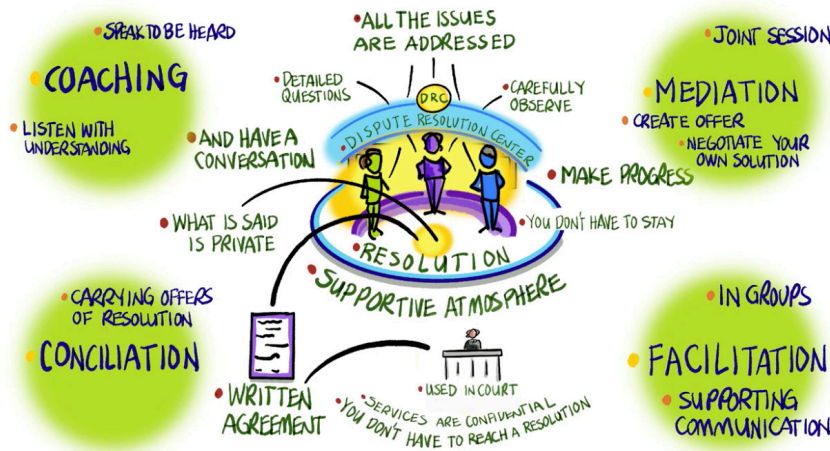 SPEAK TO BE HEARD
COACHING
LISTEN WITH
UNDERSTANDING
ALL THE ISSUES
ARE ADDRESSED
DETAILED
QUESTIONS
D.R.C.
CAREFULLY
OBSERVE
DISPUTE RESOLUTION CENTER
AND HAVE A
CONVERSATION
MAKE PROGRESS
WHAT IS SAID
IS PRIVATE
YOU DON'T HAVE TO STAY
RESOLUTION
SUPPORTIVE ATMOSPHERE
JOINT SESSION
MEDIATION
CREATE OFFER
NEGOTIATE YOUR
OWN SOLUTION
CARRYING OFFERS
OF RESOLUTION
CONCILIATION
WRITTEN
AGREEMENT
USED IN COURT
SERVICES ARE CONFIDENTIAL
YOU DON'T HAVE TO REACH A RESOLUTION
IN GROUPS
FACILITATION
SUPPORTING
COMMUNICATION